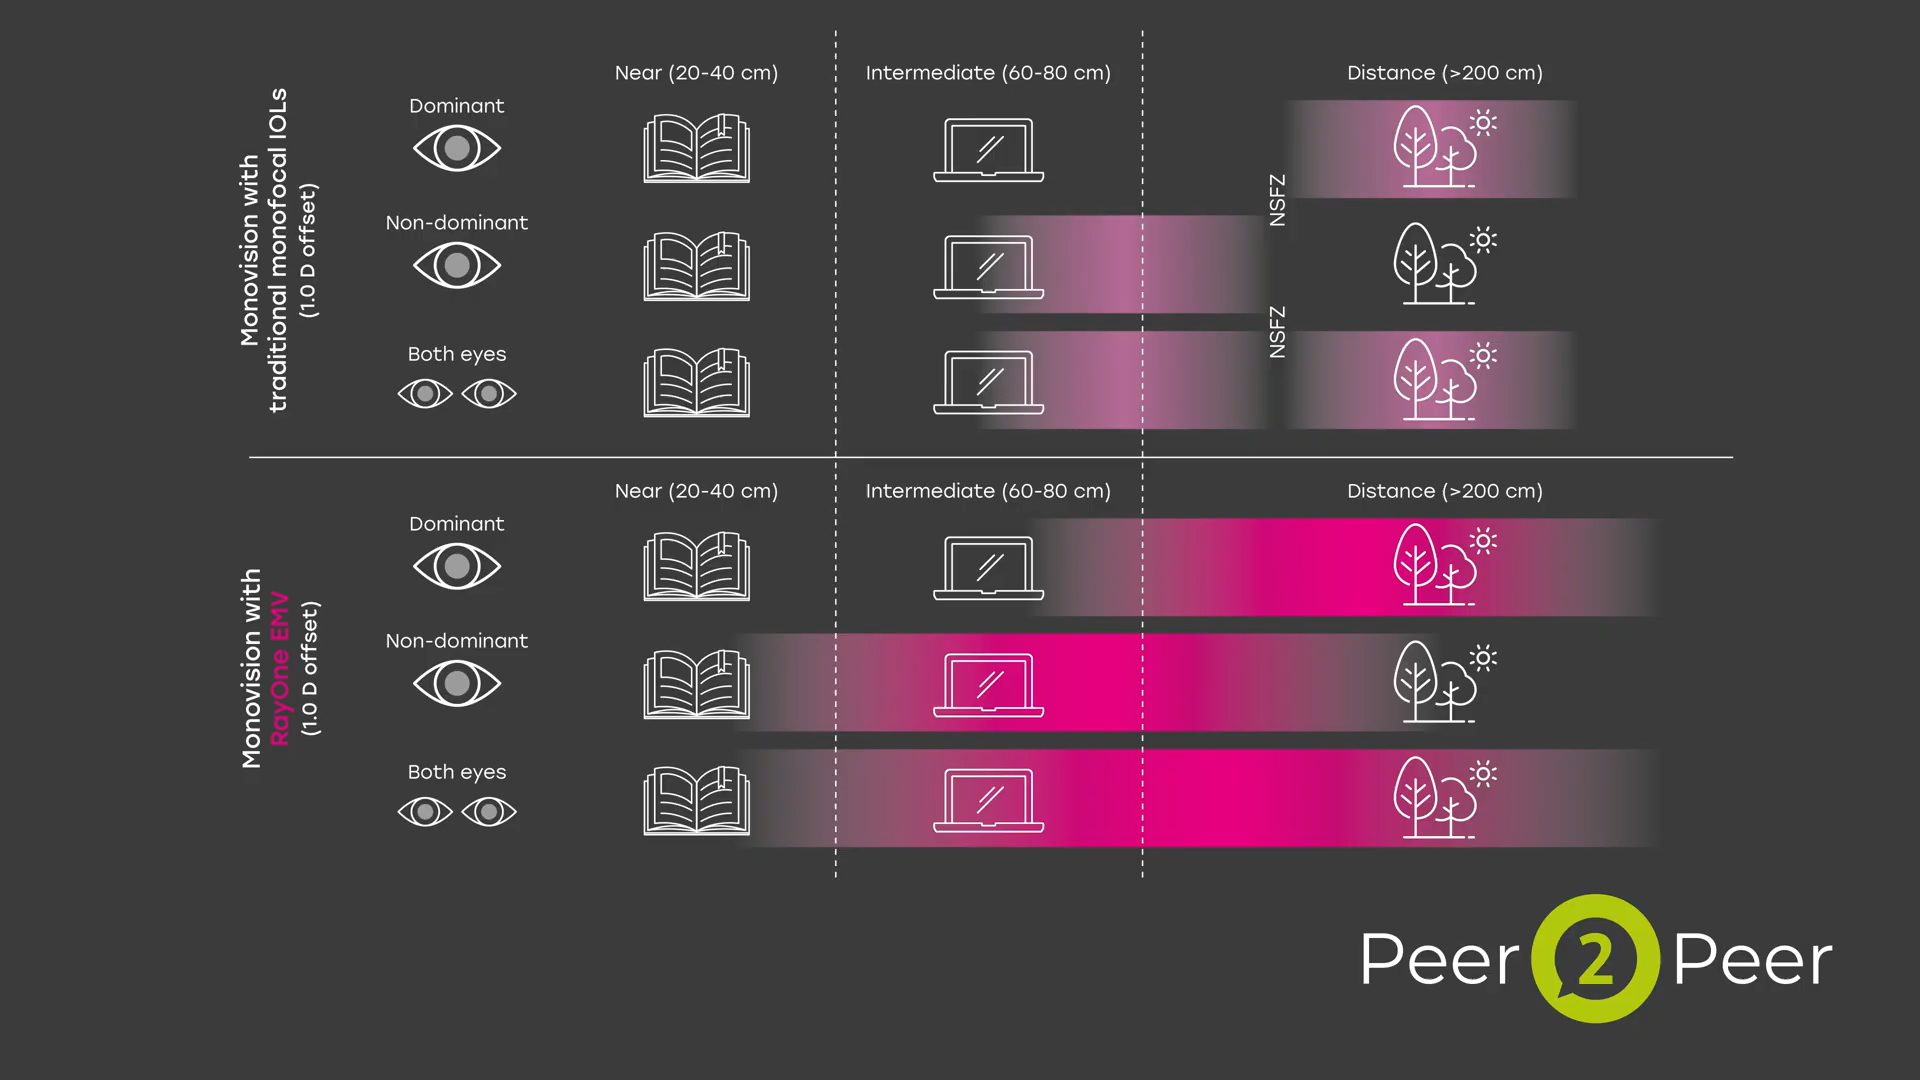 Near (20-40 cm)
Intermediate (60-80 cm)
Distance (>200 cm)
Monovision with
traditional monofocal IOLs
(1.0 D offset)
Dominant
Non-dominant
NSFZ
Both eyes
NSFZ
Near (20-40 cm)
Intermediate (60-80 cm)
Distance (>200 cm)
Monovision with
RayOne EMV
(1.0 D offset)
Dominant
Non-dominant
Both eyes
Peer 2 Peer